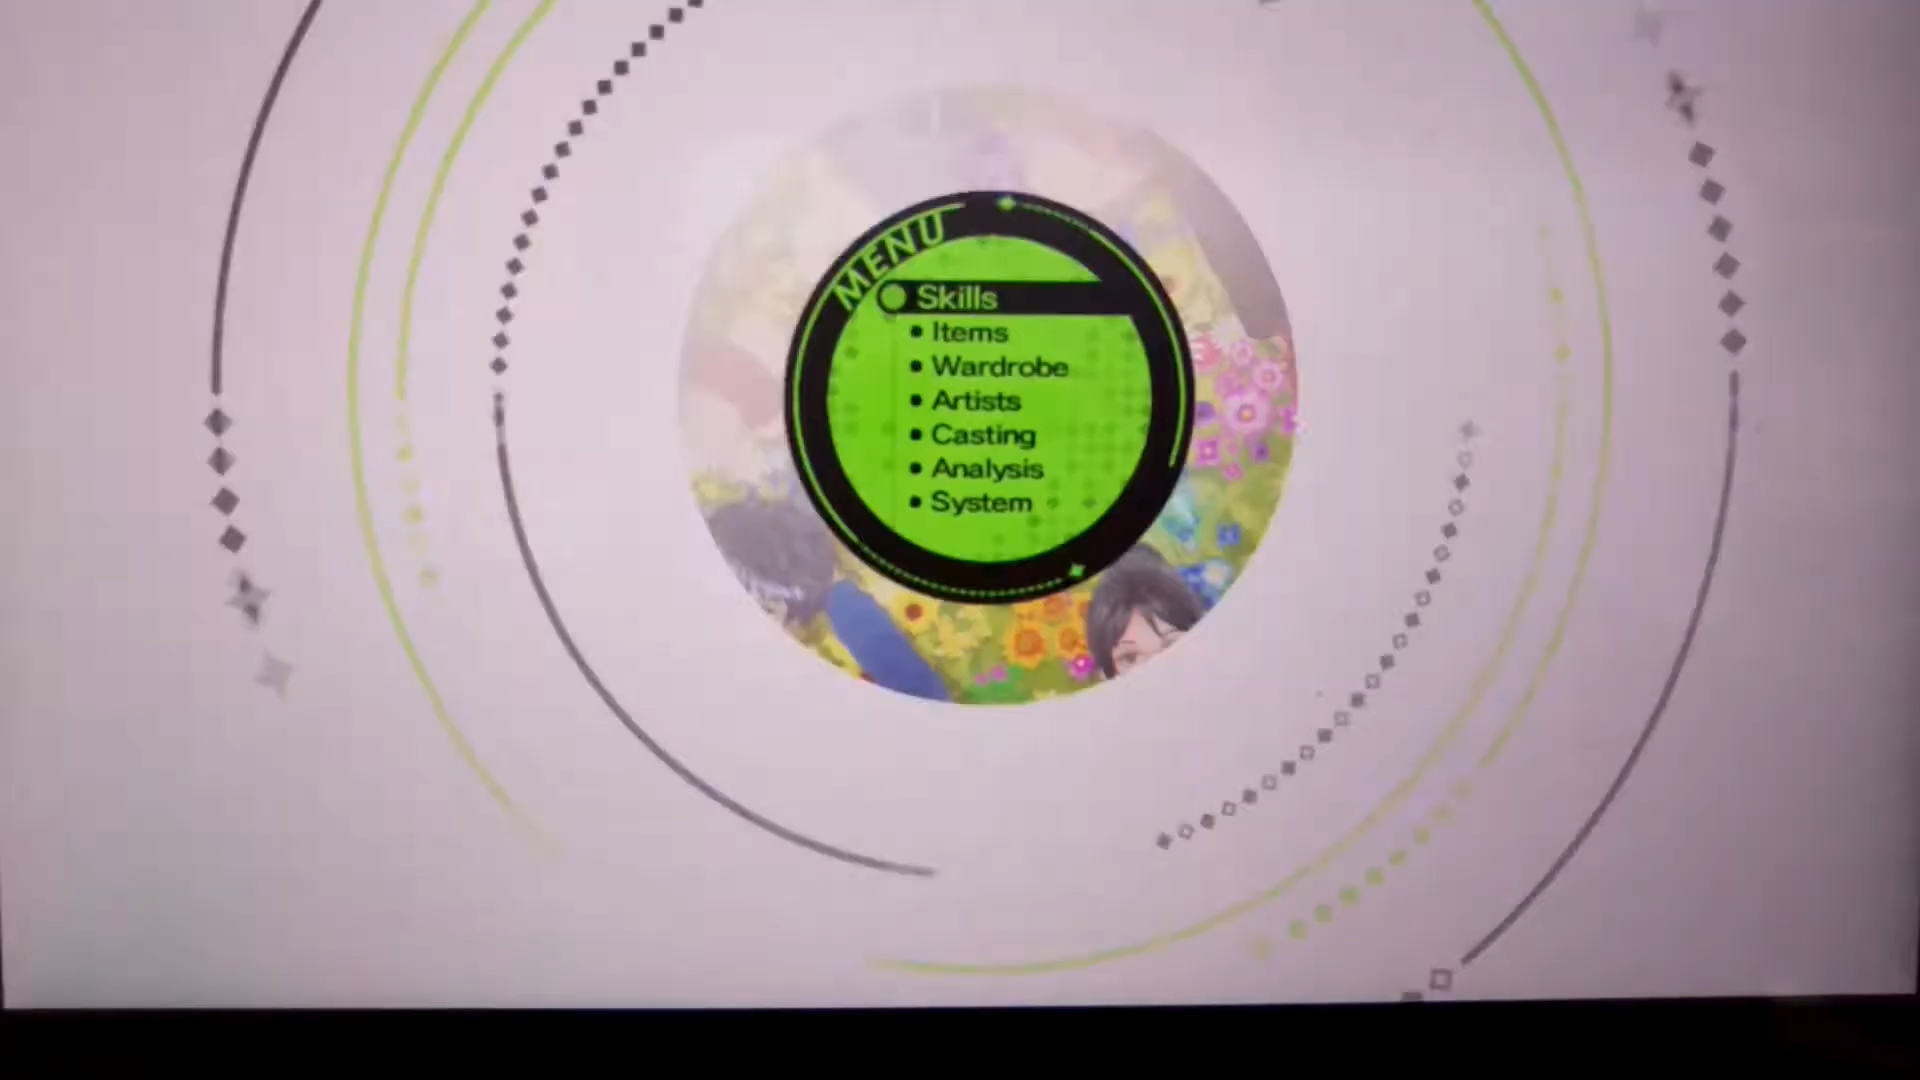 MENU
Skills
Items
Wardrobe
Artists
Casting
Analysis
System